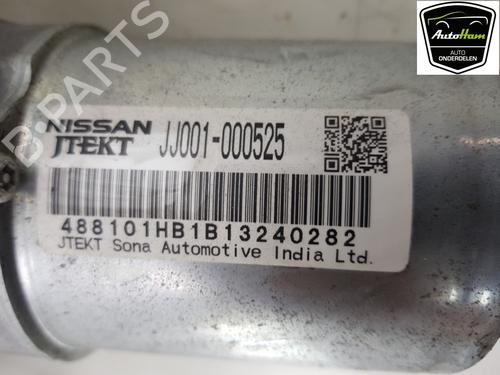 AutoHam
AUTO
ONDERDELEN
B-PARTS
NISSAN
JTEKT
JJ001-000525
488101HB1B13240282
JTEKT Sona Automotive India Ltd.